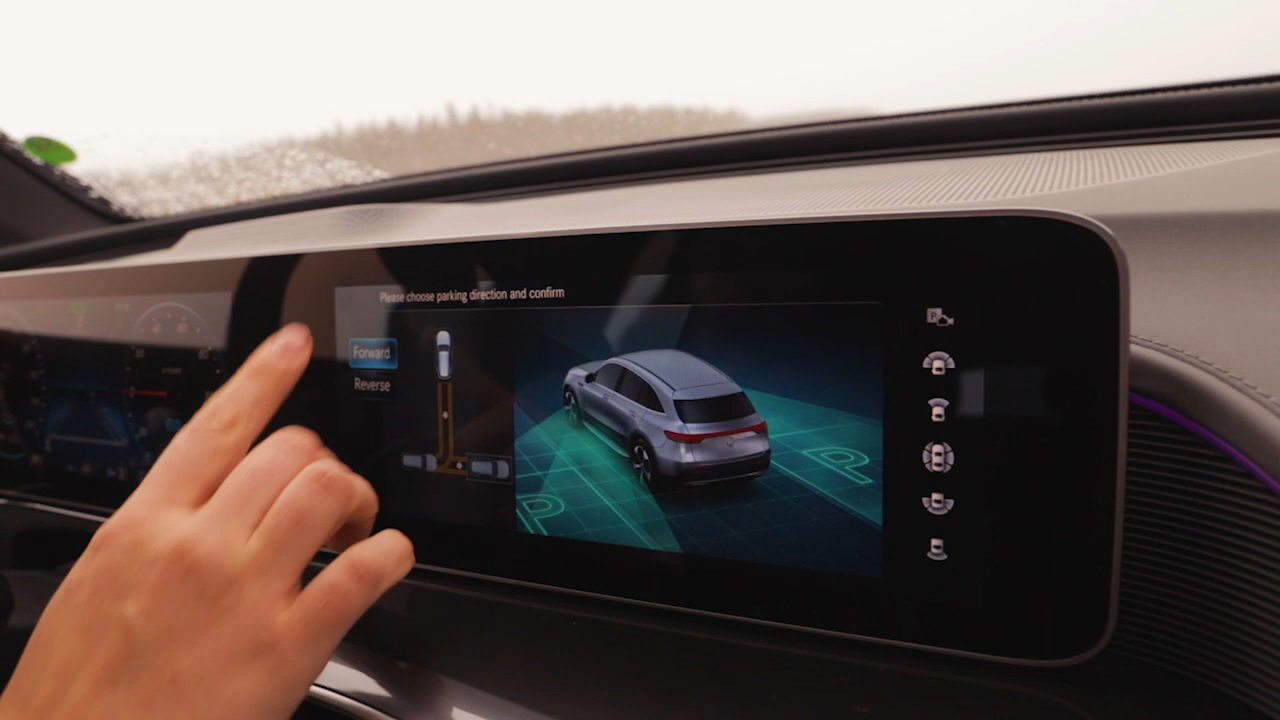 Please choose parking direction and confirm
Forward
Reverse
P
P
P